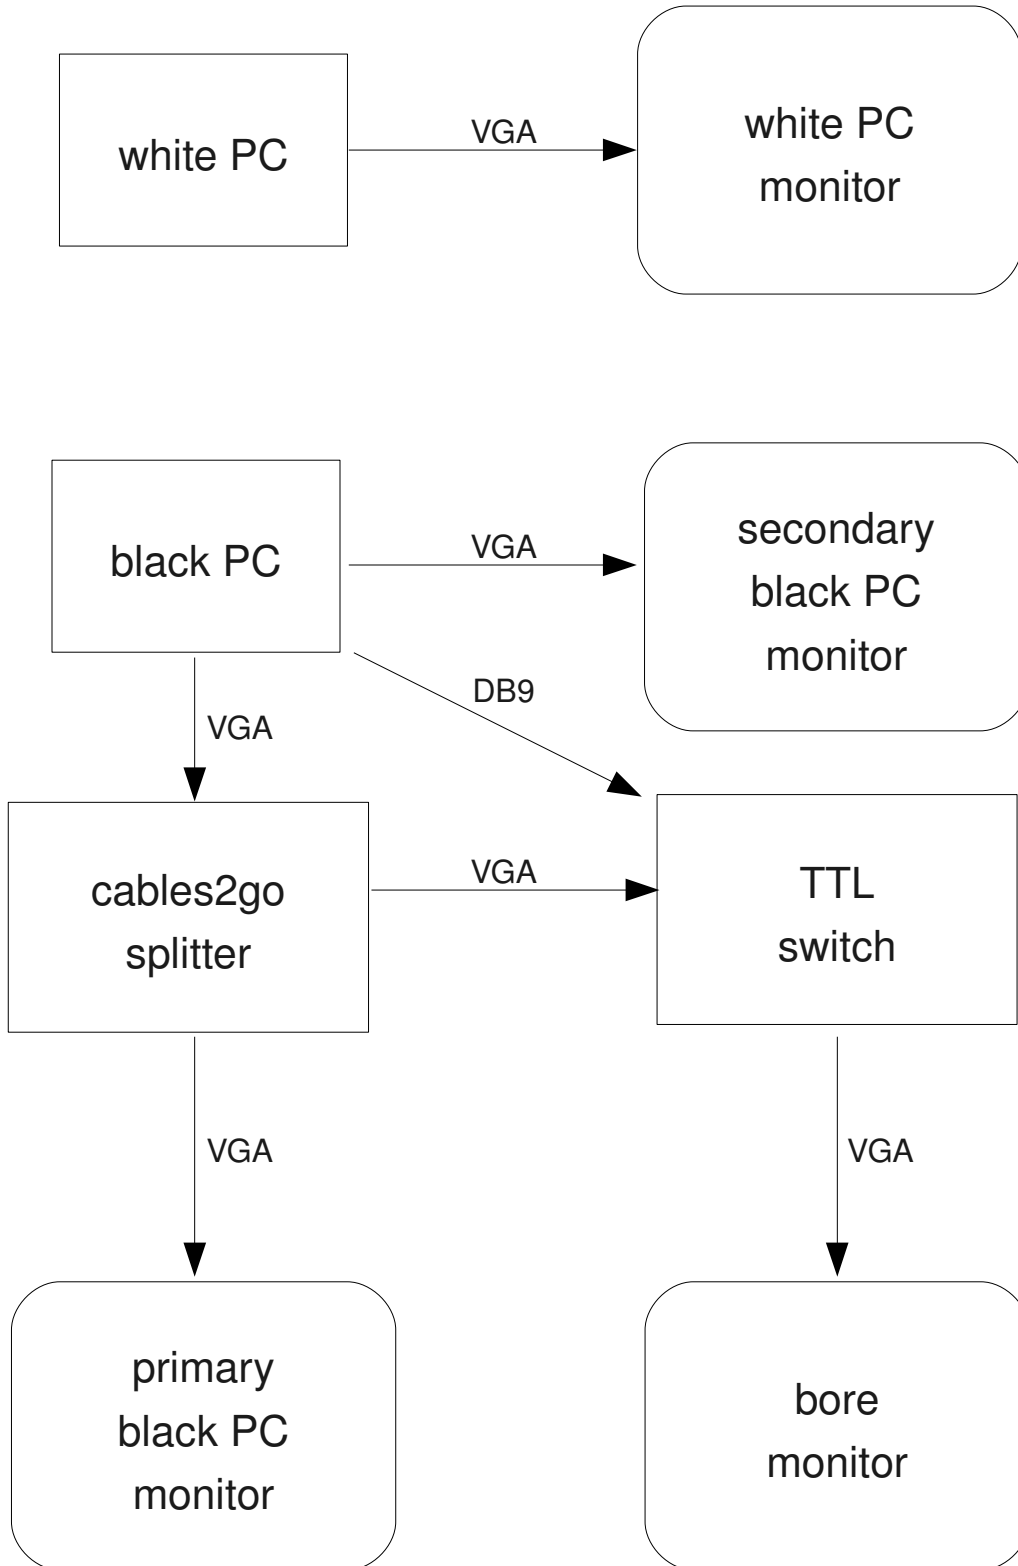 white PC
VGA
white PC
monitor
black PC
VGA
secondary
black PC
monitor
DB9
VGA
cables2go
splitter
VGA
TTL
switch
VGA
VGA
primary
black PC
monitor
bore
monitor